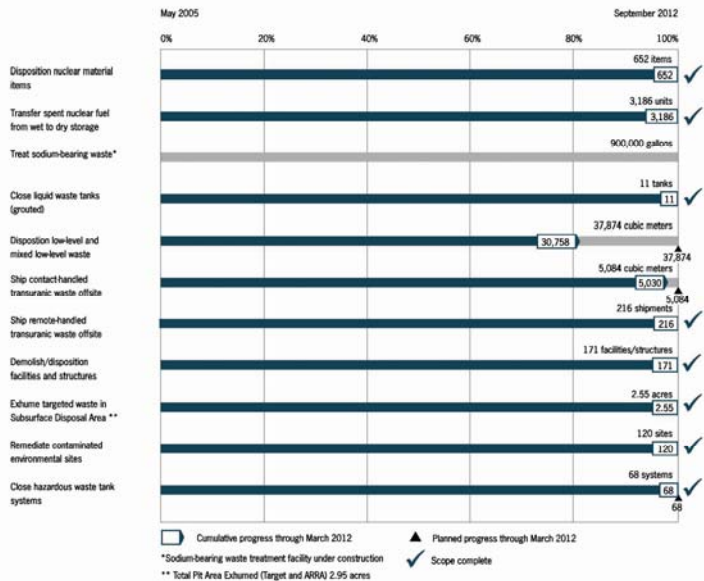 May 2005 September 2012
0% 20% 40% 60% 80% 100%
Disposition nuclear material
items
652 items
652
Transfer spent nuclear fuel
from wet to dry storage
3,186 units
3,186
Treat sodium-bearing waste*
900,000 gallons
Close liquid waste tanks
(grouted)
11 tanks
11
Dispostion low-level and
mixed low-level waste
37,874 cubic meters
30,758
37,874
Ship contact-handled
transuranic waste offsite
5,084 cubic meters
5,030
5,084
Ship remote-handled
transuranic waste offsite
216 shipments
216
Demolish/disposition
facilities and structures
171 facilities/structures
171
Exhume targeted waste in
Subsurface Disposal Area **
2.55 acres
2.55
Remediate contaminated
environmental sites
120 sites
120
Close hazardous waste tank
systems
68 systems
68
68
Cumulative progress through March 2012
Planned progress through March 2012
*Sodium-bearing waste treatment facility under construction
Scope complete
** Total Pit Area Exhumed (Target and ARRA) 2.95 acres